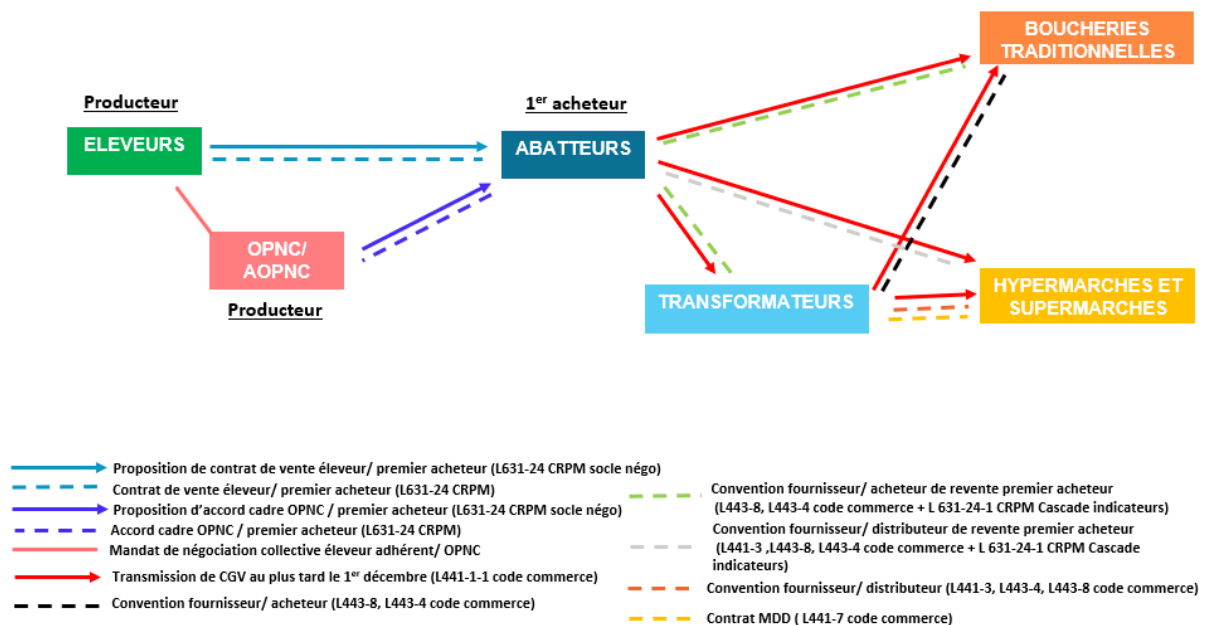 BOUCHERIES
TRADITIONNELLES
Producteur
1er acheteur
ELEVEURS
ABATTEURS
OPNC/
AOPNC
Producteur
TRANSFORMATEURS
HYPERMARCHES ET
SUPERMARCHES
Proposition de contrat de vente éleveur/ premier acheteur (L631-24 CRPM socle négo)
Contrat de vente éleveur/ premier acheteur (L631-24 CRPM)
Proposition d'accord cadre OPNC / premier acheteur (L631-24 CRPM socle négo)
Accord cadre OPNC / premier acheteur (L631-24 CRPM)
Mandat de négociation collective éleveur adhérent/ OPNC
Transmission de CGV au plus tard le 1er décembre (L441-1-1 code commerce)
Convention fournisseur/ acheteur (L443-8, L443-4 code commerce)
Convention fournisseur/ acheteur de revente premier acheteur
(L443-8, L443-4 code commerce + L 631-24-1 CRPM Cascade indicateurs)
Convention fournisseur/ distributeur de revente premier acheteur
(L441-3 ,L443-8, L443-4 code commerce + L 631-24-1 CRPM Cascade
indicateurs)
Convention fournisseur/ distributeur (L441-3, L443-4, L443-8 code commerce)
Contrat MDD ( L441-7 code commerce)